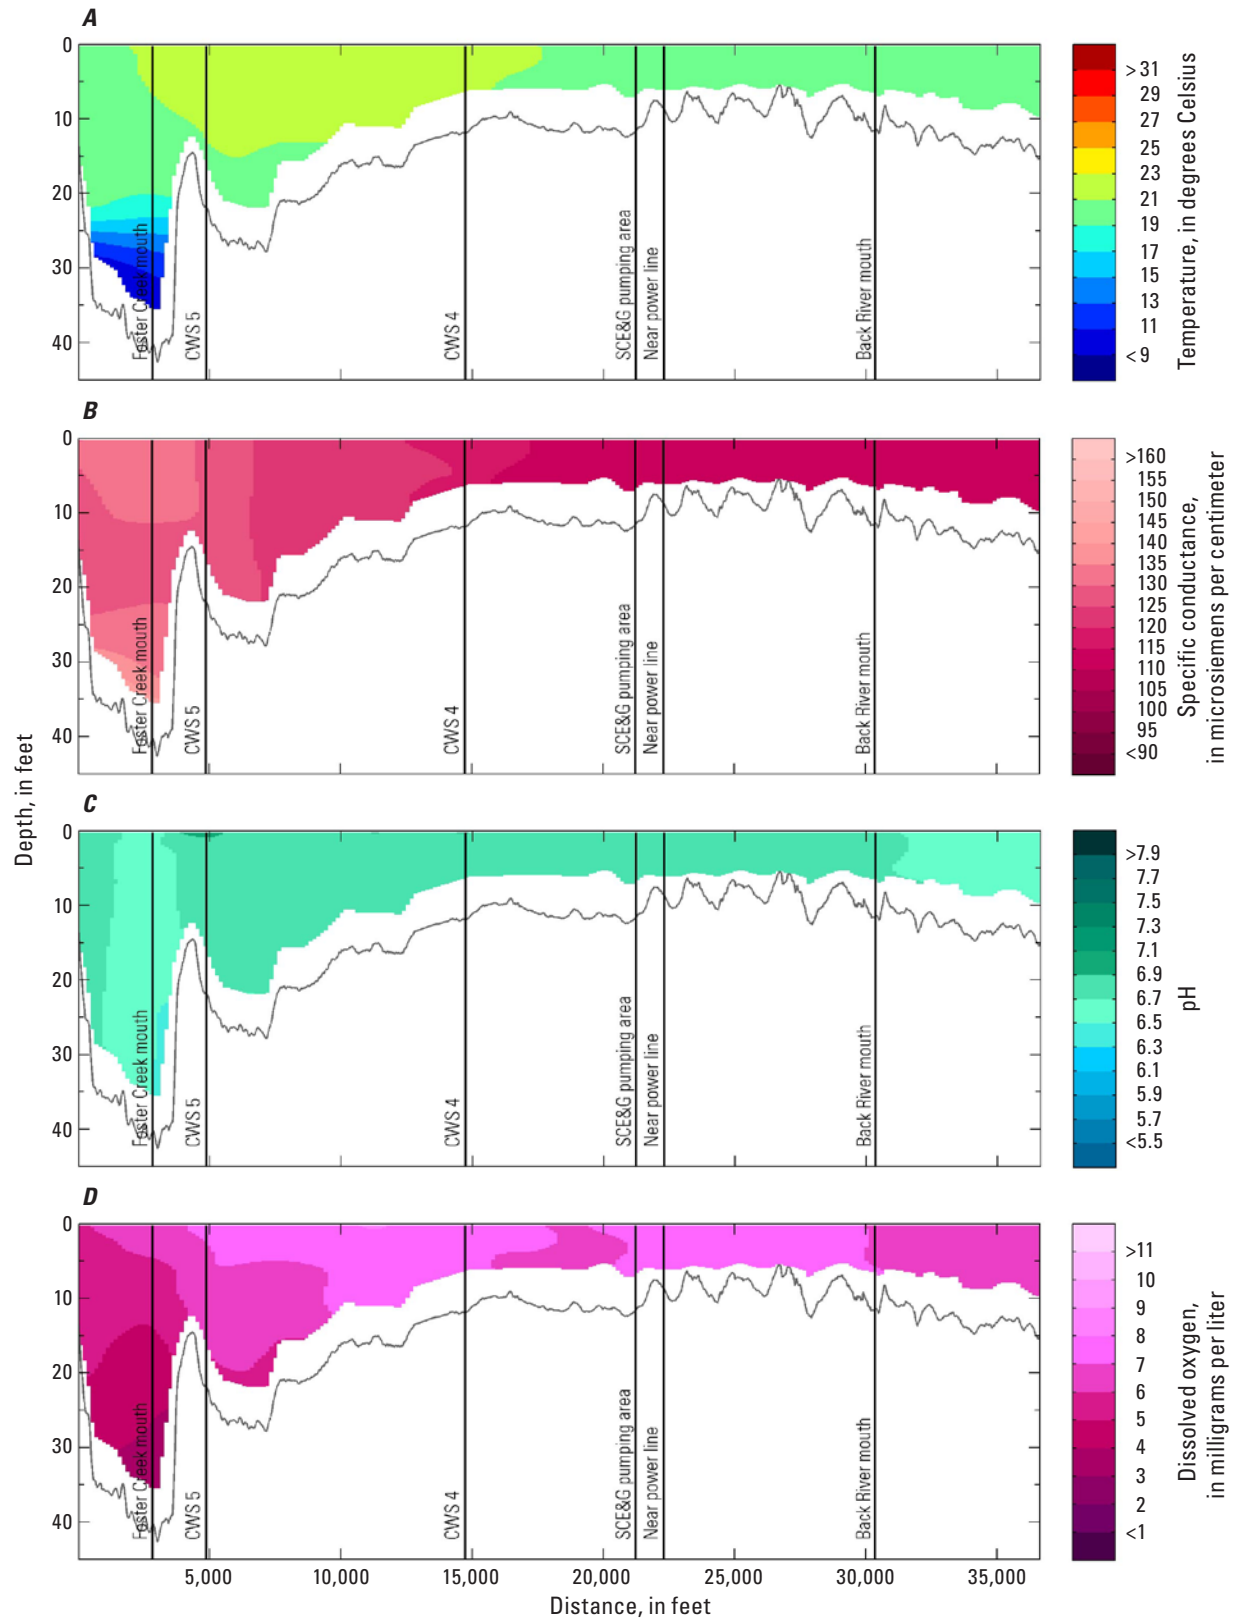 A
0
10
20
30
40
Foster Creek mouth
CWS 5
CWS 4
SCE&G pumping area
Near power line
Back River mouth
>31
29
27
25
23
21
19
17
15
13
11
<9
Temperature, in degrees Celsius
B
0
10
20
30
40
Foster Creek mouth
CWS 5
CWS 4
SCE&G pumping area
Near power line
Back River mouth
>160
155
150
145
140
130
125
120
115
110
105
100
95
<90
Specific conductance,
in microsiemens per centimeter
Depth, in feet
C
0
10
20
30
40
Foster Creek mouth
CWS 5
CWS 4
SCE&G pumping area
Near power line
Back River mouth
>7.9
7.7
7.5
7.3
7.1
6.9
6.7
6.5
6.3
6.1
5.9
5.7
<5.5
pH
D
0
10
20
30
40
Foster Creek mouth
CWS 5
CWS 4
SCE&G pumping area
Near power line
Back River mouth
>11
10
9
8
7
6
5
4
3
2
<1
Dissolved oxygen,
in milligrams per liter
5,000 10,000 15,000 20,000 25,000 30,000 35,000
Distance, in feet